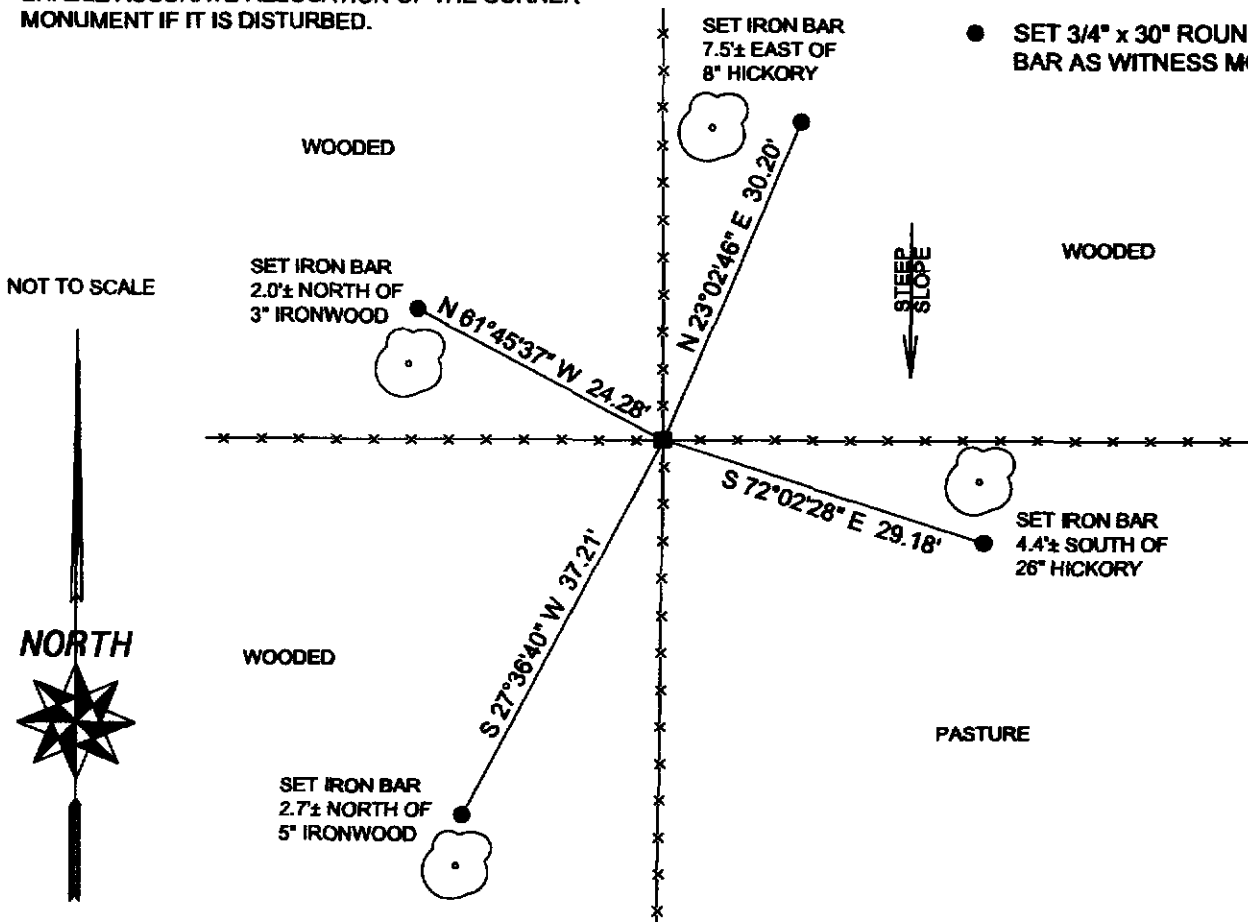 MONUMENT IF IT IS DISTURBED.
SET IRON BAR
7.5'± EAST OF
8" HICKORY
SET 3/4" x 30" ROUN
BAR AS WITNESS
WOODED
N 23°02'46" E 30.20'
STEEP
SLOPE
WOODED
NOT TO SCALE
SET IRON BAR
2.0'± NORTH OF
3" IRONWOOD
N 61°45'37" W 24.28'
S 72°02'28" E 29.18'
SET IRON BAR
4.4'± SOUTH OF
26" HICKORY
S 27°36'40" W 37.21'
NORTH
WOODED
PASTURE
SET IRON BAR
2.7'± NORTH OF
5" IRONWOOD